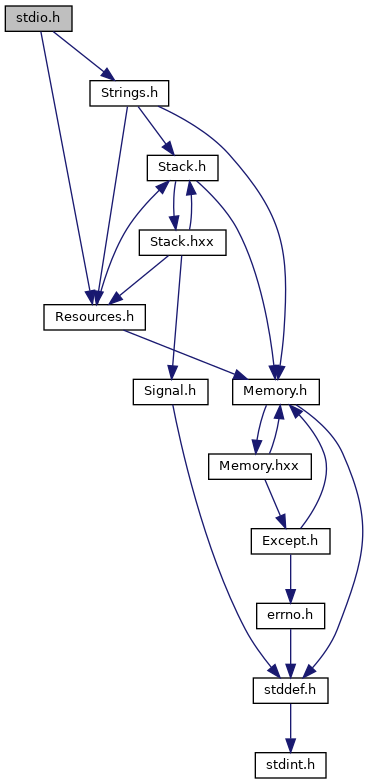 stdio.h
Strings.h
Stack.h
Stack.hxx
Resources.h
Signal.h
Memory.h
Memory.hxx
Except.h
errno.h
stddef.h
stdint.h